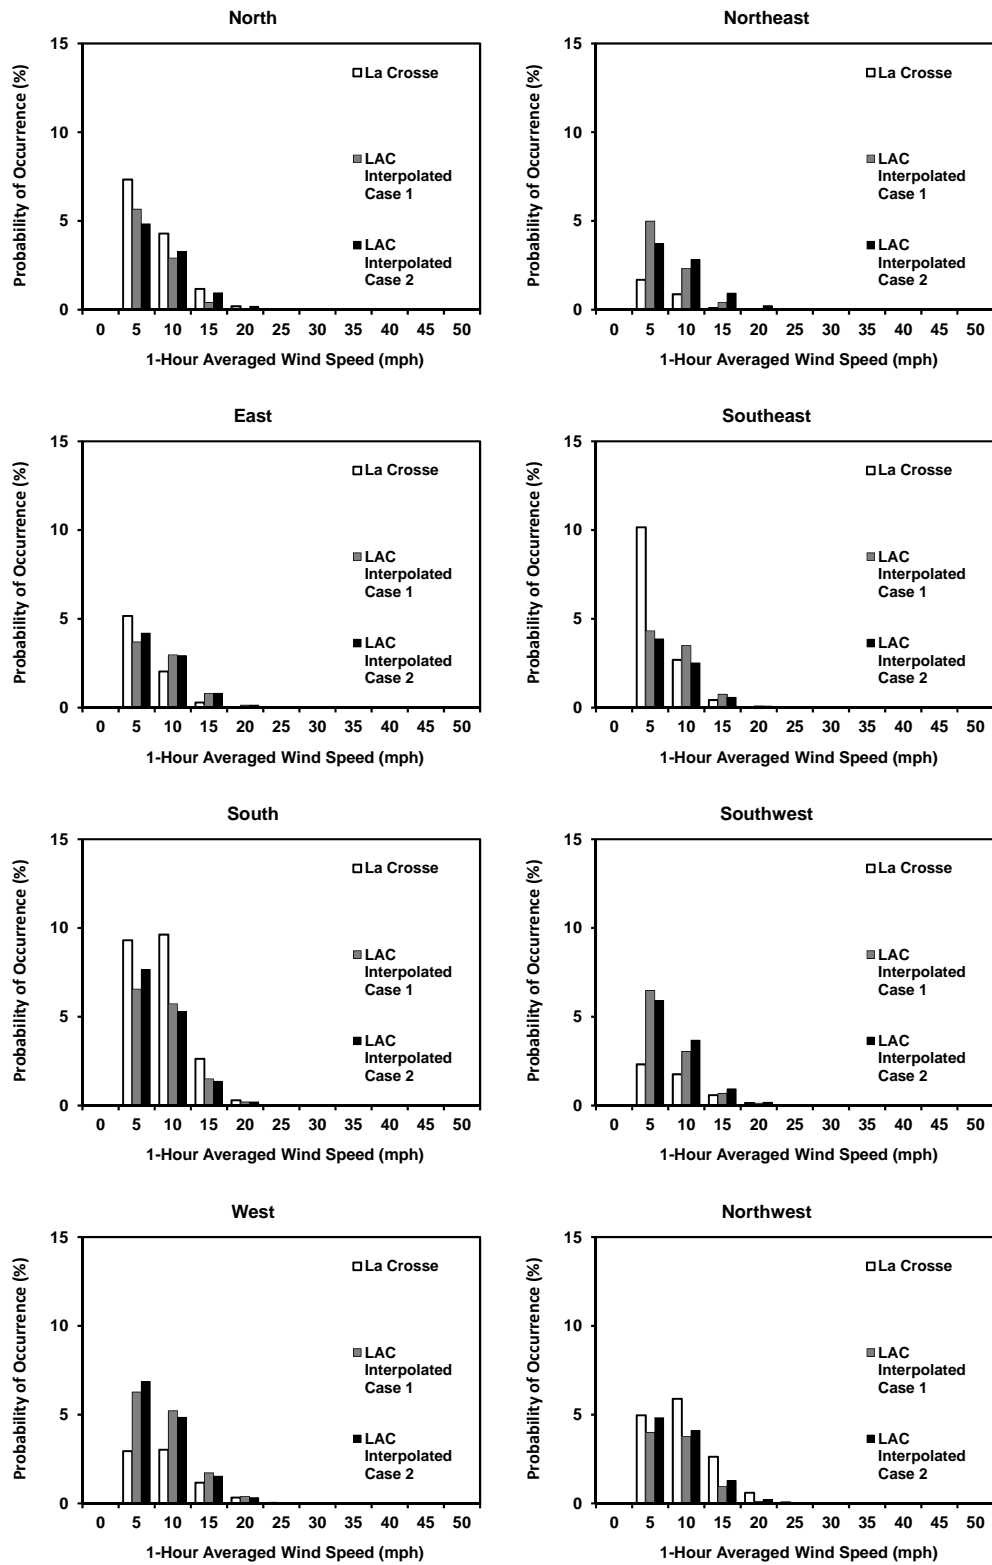 North
Probability of Occurrence (%)
15
10
5
0
La Crosse
LAC
Interpolated
Case 1
LAC
Interpolated
Case 2
0 5 10 15 20 25 30 35 40 45 50
1-Hour Averaged Wind Speed (mph)
Northeast
Probability of Occurrence (%)
15
10
5
0
La Crosse
LAC
Interpolated
Case 1
LAC
Interpolated
Case 2
0 5 10 15 20 25 30 35 40 45 50
1-Hour Averaged Wind Speed (mph)
East
Probability of Occurrence (%)
15
10
5
0
La Crosse
LAC
Interpolated
Case 1
LAC
Interpolated
Case 2
0 5 10 15 20 25 30 35 40 45 50
1-Hour Averaged Wind Speed (mph)
Southeast
Probability of Occurrence (%)
15
10
5
0
La Crosse
LAC
Interpolated
Case 1
LAC
Interpolated
Case 2
0 5 10 15 20 25 30 35 40 45 50
1-Hour Averaged Wind Speed (mph)
South
Probability of Occurrence (%)
15
10
5
0
La Crosse
LAC
Interpolated
Case 1
LAC
Interpolated
Case 2
0 5 10 15 20 25 30 35 40 45 50
1-Hour Averaged Wind Speed (mph)
Southwest
Probability of Occurrence (%)
15
10
5
0
La Crosse
LAC
Interpolated
Case 1
LAC
Interpolated
Case 2
0 5 10 15 20 25 30 35 40 45 50
1-Hour Averaged Wind Speed (mph)
West
Probability of Occurrence (%)
15
10
5
0
La Crosse
LAC
Interpolated
Case 1
LAC
Interpolated
Case 2
0 5 10 15 20 25 30 35 40 45 50
1-Hour Averaged Wind Speed (mph)
Northwest
Probability of Occurrence (%)
15
10
5
0
La Crosse
LAC
Interpolated
Case 1
LAC
Interpolated
Case 2
0 5 10 15 20 25 30 35 40 45 50
1-Hour Averaged Wind Speed (mph)